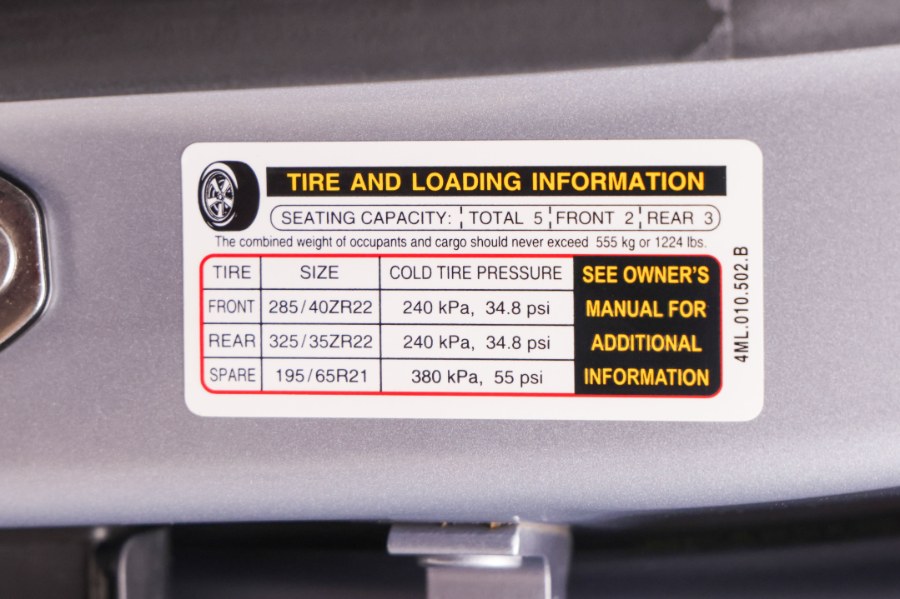 TIRE AND LOADING INFORMATION
SEATING CAPACITY: TOTAL 5 FRONT 2 REAR 3
The combined weight of occupants and cargo should never exceed 555 kg or 1224 lbs.
TIRE SIZE COLD TIRE PRESSURE SEE OWNER'S
FRONT 285/40ZR22 240 kPa, 34.8 psi MANUAL FOR
REAR 325/35ZR22 240 kPa, 34.8 psi ADDITIONAL
SPARE 195/65R21 380 kPa, 55 psi INFORMATION
4ML.010.502.B